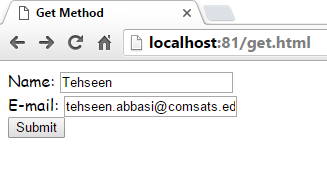 Get Method
localhost:81/get.html
Name: Tehseen
E-mail: tehseen.abbasi@comsats.ed
Submit